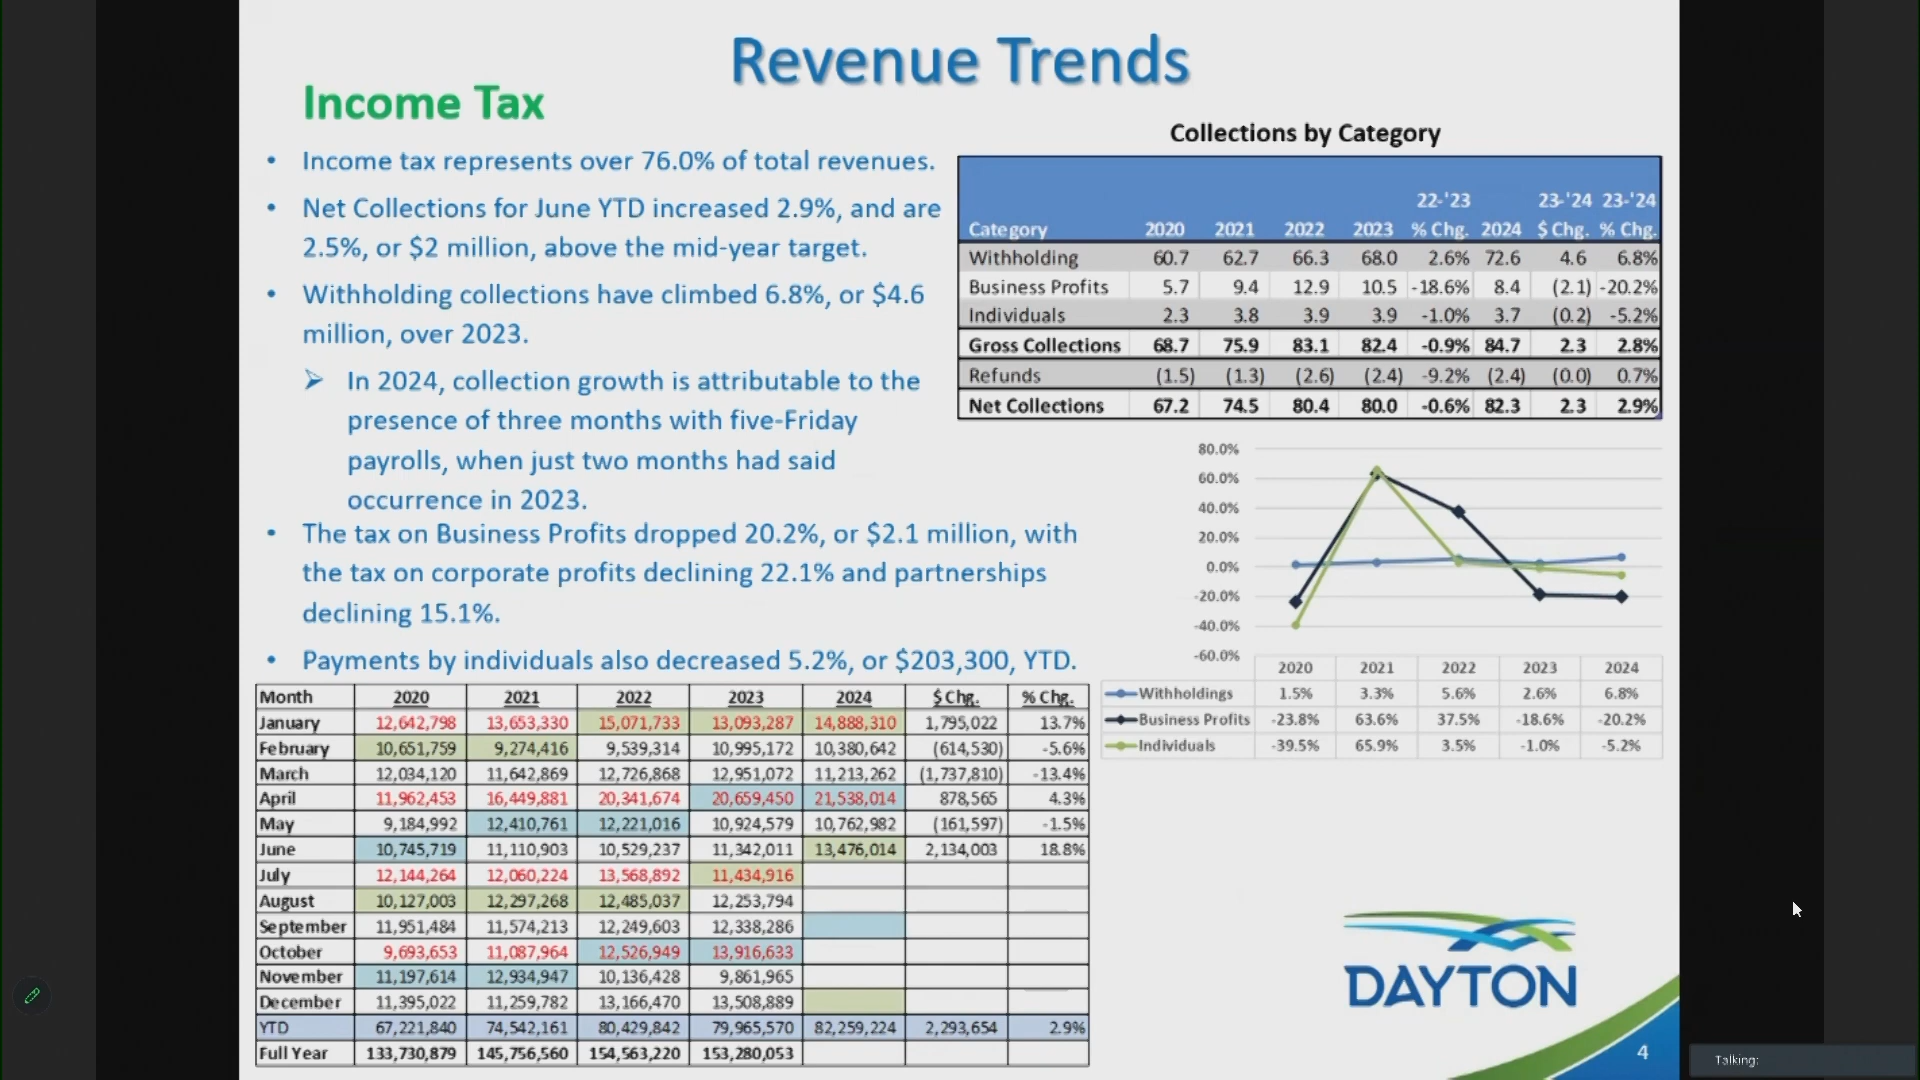 Revenue Trends
Income Tax
• Income tax represents over 76.0% of total revenues.
• Net Collections for June YTD increased 2.9%, and are
2.5%, or $2 million, above the mid-year target.
• Withholding collections have climbed 6.8%, or $4.6
million, over 2023.
In 2024, collection growth is attributable to the
presence of three months with five-Friday
payrolls, when just two months had said
occurrence in 2023.
• The tax on Business Profits dropped 20.2%, or $2.1 million, with
the tax on corporate profits declining 22.1% and partnerships
declining 15.1%.
• Payments by individuals also decreased 5.2%, or $203,300, YTD.
Collections by Category
22-'23 23-'24 23-'24
Category 2020 2021 2022 2023 % Chg. 2024 $ Chg. % Chg.
Withholding 60.7 62.7 66.3 68.0 2.6% 72.6 4.6 6.8%
Business Profits 5.7 9.4 12.9 10.5 -18.6% 8.4 (2.1) -20.2%
Individuals 2.3 3.8 3.9 3.9 -1.0% 3.7 (0.2) -5.2%
Gross Collections 68.7 75.9 83.1 82.4 -0.9% 84.7 2.3 2.8%
Refunds (1.5) (1.3) (2.6) (2.4) -9.2% (2.4) (0.0) 0.7%
Net Collections 67.2 74.5 80.4 80.0 -0.6% 82.3 2.3 2.9%
80.0%
60.0%
40.0%
20.0%
0.0%
-20.0%
-40.0%
-60.0%
2020 2021 2022 2023 2024
Withholdings 1.5% 3.3% 5.6% 2.6% 6.8%
Business Profits -23.8% 63.6% 37.5% -18.6% -20.2%
Individuals -39.5% 65.9% 3.5% -1.0% -5.2%
Month 2020 2021 2022 2023 2024 $ Chg. % Chg.
January 12,642,798 13,653,330 15,071,733 13,093,287 14,888,310 1,795,022 13.7%
February 10,651,759 9,274,416 9,539,314 10,995,172 10,380,642 (614,530) -5.6%
March 12,034,120 11,642,869 12,726,868 12,951,072 11,213,262 (1,737,810) -13.4%
April 11,962,453 16,449,881 20,341,674 20,659,450 21,538,014 878,565 4.3%
May 9,184,992 12,410,761 12,221,016 10,924,579 10,762,982 (161,597) -1.5%
June 10,745,719 11,110,903 10,529,237 11,342,011 13,476,014 2,134,003 18.8%
July 12,144,264 12,060,224 13,568,892 11,434,916
August 10,127,003 12,297,268 12,485,037 12,253,794
September 11,951,484 11,574,213 12,249,603 12,338,286
October 9,693,653 11,087,964 12,526,949 13,916,633
November 11,197,614 12,934,947 10,136,428 9,861,965
December 11,395,022 11,259,782 13,166,470 13,508,889
YTD 67,221,840 74,542,161 80,429,842 79,965,570 82,259,224 2,293,654 2.9%
Full Year 133,730,879 145,756,560 154,563,220 153,280,053
DAYTON
4
Talking: